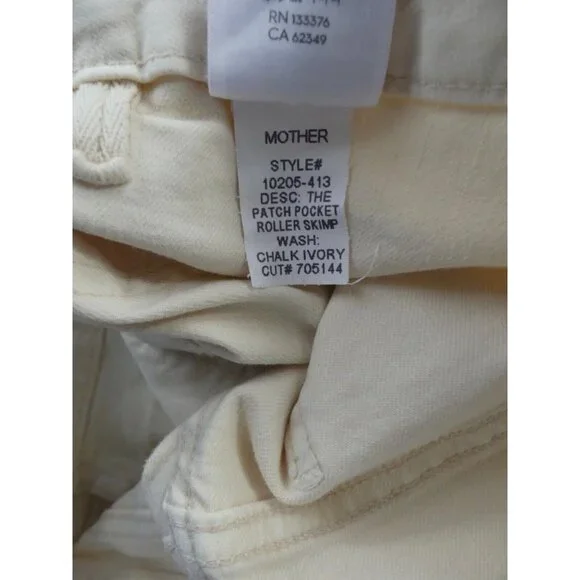 RN 133376
CA 62349
MOTHER
STYLE#
10205-413
DESC: THE
PATCH POCKET
ROLLER SKIMP
WASH:
CHALK IVORY
CUT# 705144